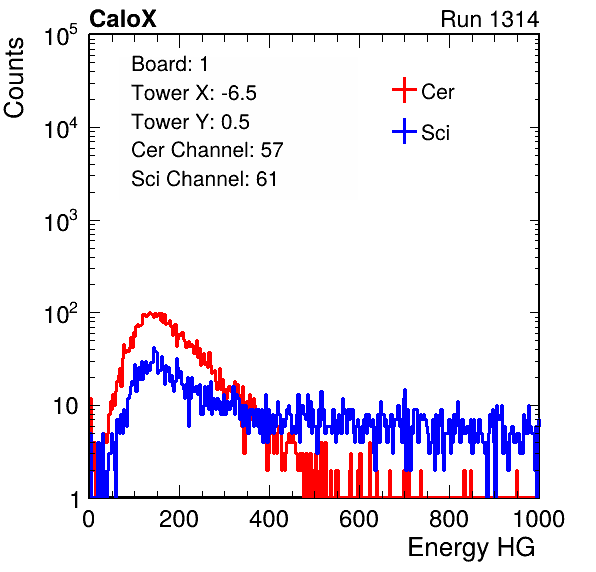 CaloX Run 1314
Counts
Board: 1
Tower X: -6.5
Tower Y: 0.5
Cer Channel: 57
Sci Channel: 61
Cer
Sci
10^5
10^4
10^3
10^2
10
1
0 200 400 600 800 1000
Energy HG